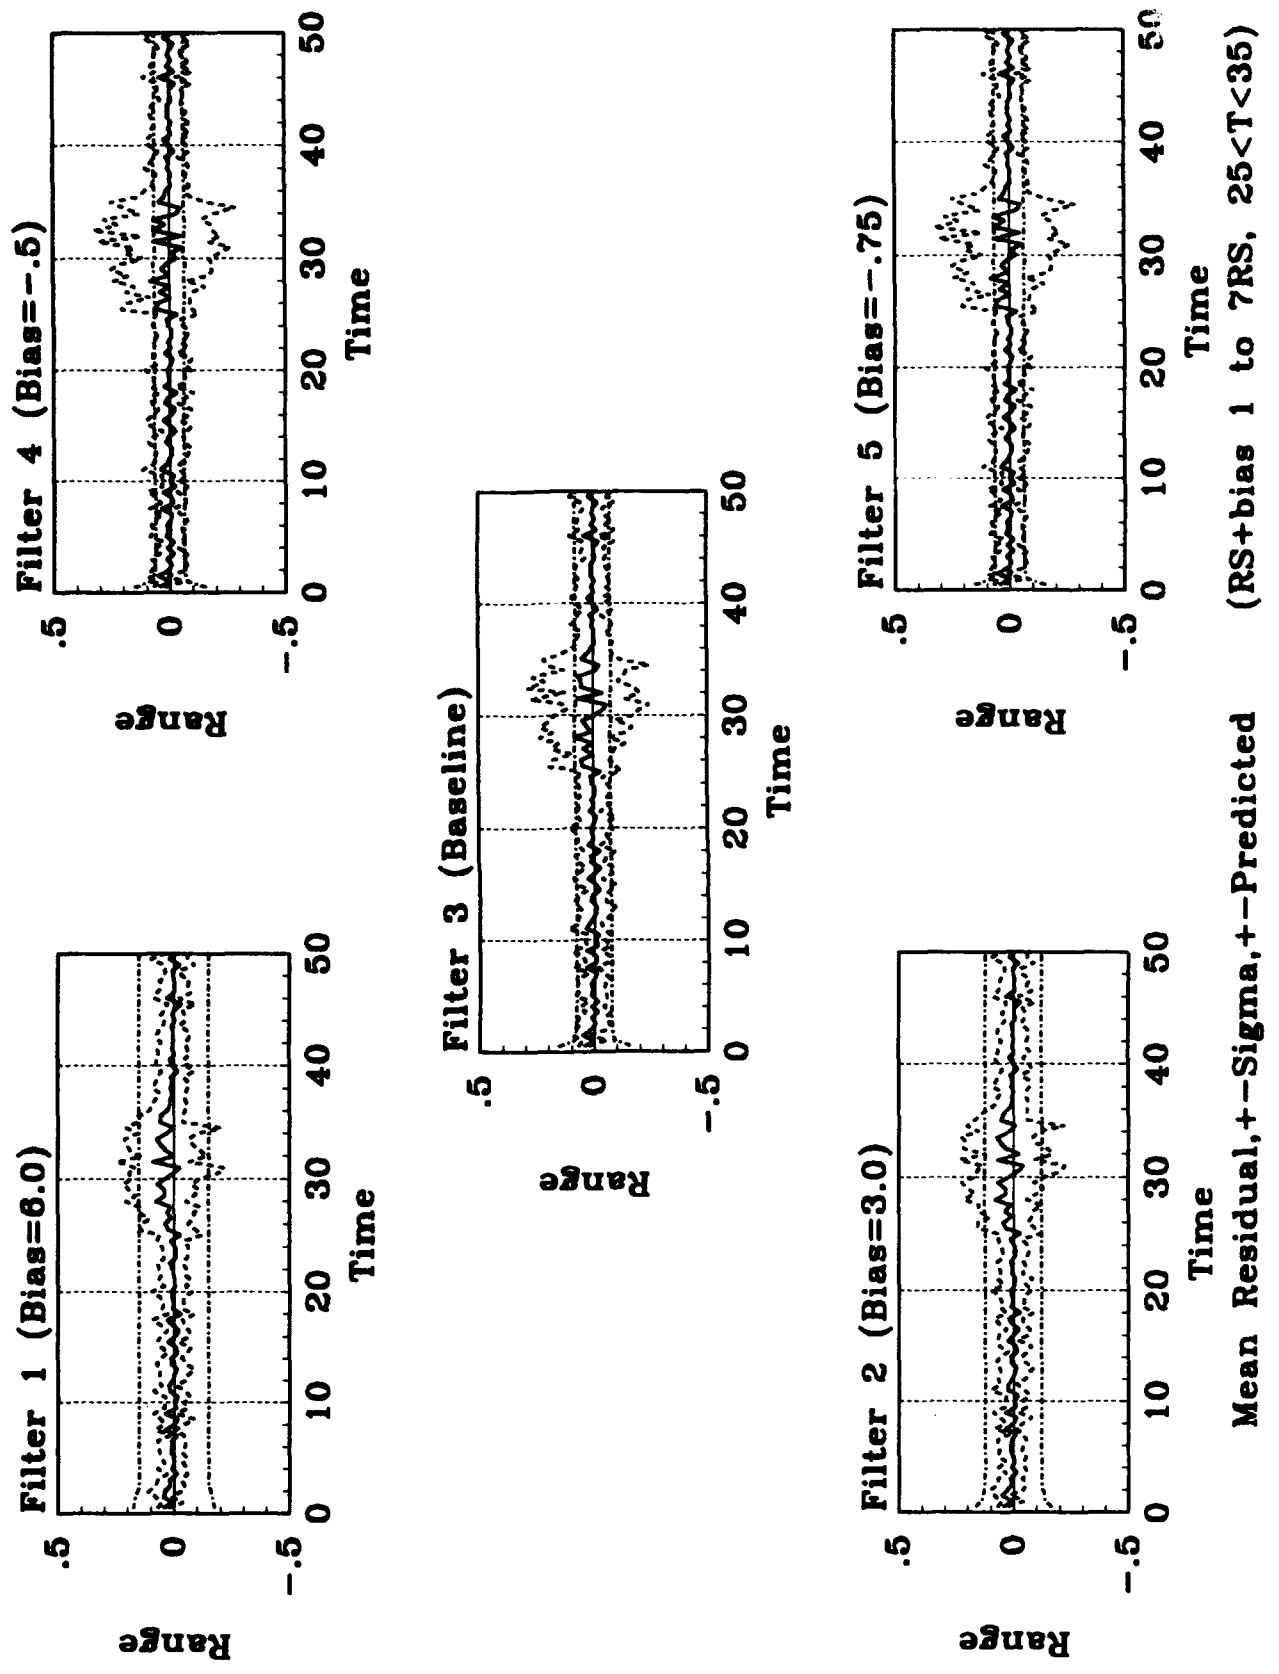 Filter 1 (Bias=6.0)
Range
.5
0
-.5
0 10 20 30 40 50
Time
Filter 4 (Bias=-.5)
Range
.5
0
-.5
0 10 20 30 40 50
Time
Filter 3 (Baseline)
Range
.5
0
-.5
0 10 20 30 40 50
Time
Filter 2 (Bias=3.0)
Range
.5
0
-.5
0 10 20 30 40 50
Time
Filter 5 (Bias=-.75)
Range
.5
0
-.5
0 10 20 30 40 50
Time
Mean Residual,+-Sigma,+-Predicted (RS+bias 1 to 7RS, 25<T<35)